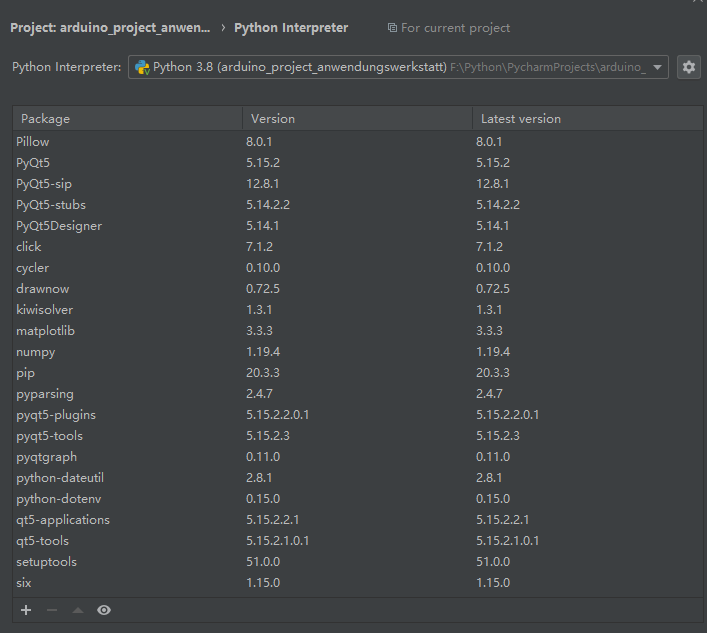 Project: arduino_project_anwen... › Python Interpreter For current project
Python Interpreter: Python 3.8 (arduino_project_anwendungswerkstatt) F:\Python\PycharmProjects\arduino_
Package Version Latest version
Pillow 8.0.1 8.0.1
PyQt5 5.15.2 5.15.2
PyQt5-sip 12.8.1 12.8.1
PyQt5-stubs 5.14.2.2 5.14.2.2
PyQt5Designer 5.14.1 5.14.1
click 7.1.2 7.1.2
cycler 0.10.0 0.10.0
drawnow 0.72.5 0.72.5
kiwisolver 1.3.1 1.3.1
matplotlib 3.3.3 3.3.3
numpy 1.19.4 1.19.4
pip 20.3.3 20.3.3
pyparsing 2.4.7 2.4.7
pyqt5-plugins 5.15.2.2.0.1 5.15.2.2.0.1
pyqt5-tools 5.15.2.3 5.15.2.3
pyqtgraph 0.11.0 0.11.0
python-dateutil 2.8.1 2.8.1
python-dotenv 0.15.0 0.15.0
qt5-applications 5.15.2.2.1 5.15.2.2.1
qt5-tools 5.15.2.1.0.1 5.15.2.1.0.1
setuptools 51.0.0 51.0.0
six 1.15.0 1.15.0